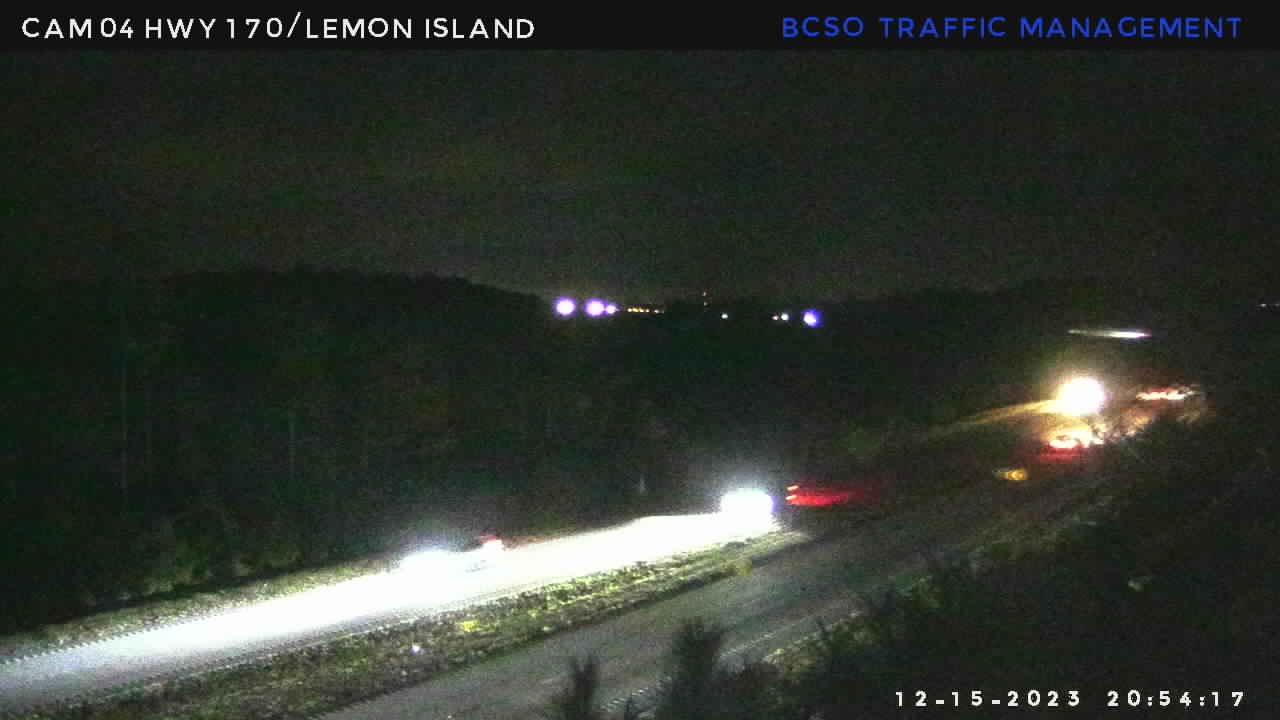 CAM04 HWY 170/LEMON ISLAND
BCSO TRAFFIC MANAGEMENT
12-15-2023 20:54:17